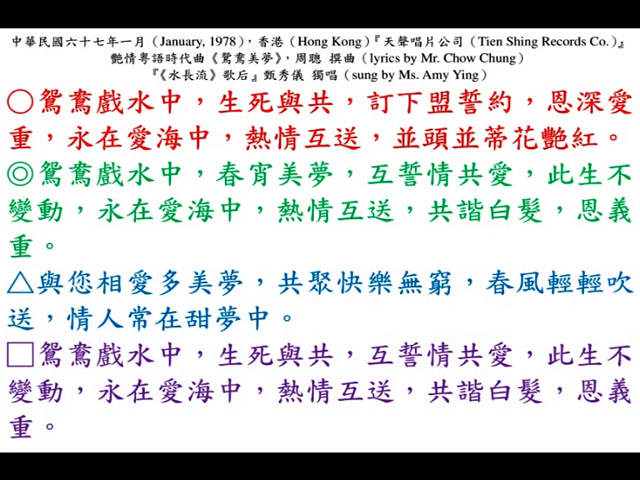 中華民國六十七年一月（January, 1978），香港（Hong Kong）『天聲唱片公司（Tien Shing Records Co.）』
艷情粵語時代曲《鴛鴦美夢》，周聰 撰曲（lyrics by Mr. Chow Chung）
『《水長流》歌后』甄秀儀 獨唱（sung by Ms. Amy Ying）
○鴛鴦戲水中，生死與共，訂下盟誓約，恩深愛
重，永在愛海中，熱情互送，並頭並蒂花艷紅。
◎鴛鴦戲水中，春宵美夢，互誓情共愛，此生不
變動，永在愛海中，熱情互送，共諧白髮，恩義
重。
△與您相愛多美夢，共聚快樂無窮，春風輕輕吹
送，情人常在甜夢中。
□鴛鴦戲水中，生死與共，互誓情共愛，此生不
變動，永在愛海中，熱情互送，共諧白髮，恩義
重。